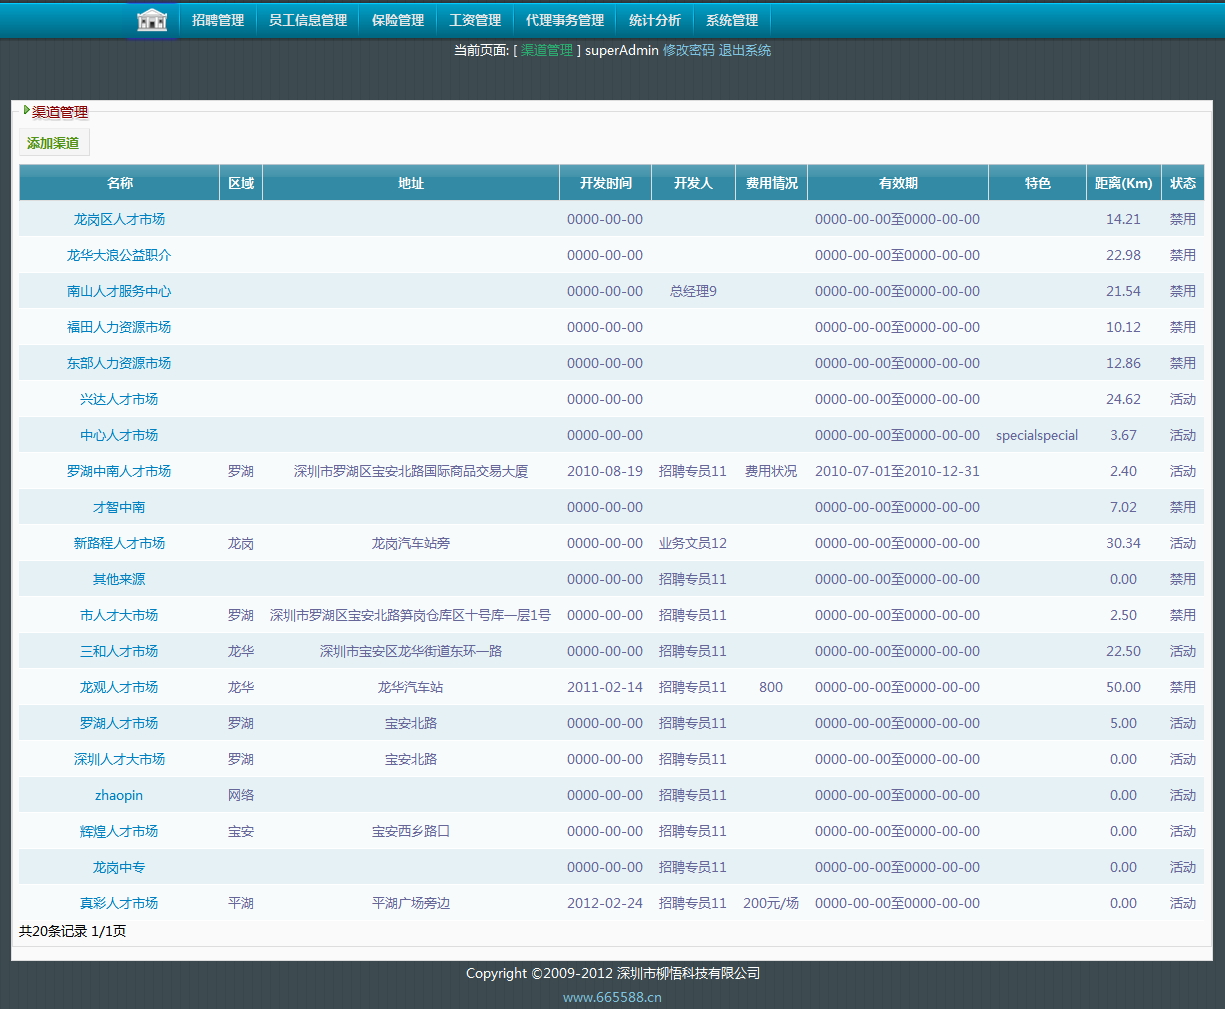 招聘管理 员工信息管理 保险管理 工资管理 代理事务管理 统计分析 系统管理
当前页面: [ 渠道管理 ] superAdmin 修改密码 退出系统
渠道管理
添加渠道
名称 区域 地址 开发时间 开发人 费用情况 有效期 特色 距离(Km) 状态
龙岗区人才市场 0000-00-00 0000-00-00至0000-00-00 14.21 禁用
龙华大浪公益职介 0000-00-00 0000-00-00至0000-00-00 22.98 禁用
南山人才服务中心 0000-00-00 总经理9 0000-00-00至0000-00-00 21.54 禁用
福田人力资源市场 0000-00-00 0000-00-00至0000-00-00 10.12 禁用
东部人力资源市场 0000-00-00 0000-00-00至0000-00-00 12.86 禁用
兴达人才市场 0000-00-00 0000-00-00至0000-00-00 24.62 活动
中心人才市场 0000-00-00 0000-00-00至0000-00-00 specialspecial 3.67 活动
罗湖中南人才市场 罗湖 深圳市罗湖区宝安北路国际商品交易大厦 2010-08-19 招聘专员11 费用状况 2010-07-01至2010-12-31 2.40 活动
才智中南 0000-00-00 0000-00-00至0000-00-00 7.02 禁用
新路程人才市场 龙岗 龙岗汽车站旁 0000-00-00 业务文员12 0000-00-00至0000-00-00 30.34 活动
其他来源 0000-00-00 招聘专员11 0000-00-00至0000-00-00 0.00 禁用
市人才大市场 罗湖 深圳市罗湖区宝安北路笋岗仓库区十号库一层1号 0000-00-00 招聘专员11 0000-00-00至0000-00-00 2.50 禁用
三和人才市场 龙华 深圳市宝安区龙华街道东环一路 0000-00-00 招聘专员11 0000-00-00至0000-00-00 22.50 活动
龙观人才市场 龙华 龙华汽车站 2011-02-14 招聘专员11 800 0000-00-00至0000-00-00 50.00 禁用
罗湖人才市场 罗湖 宝安北路 0000-00-00 招聘专员11 0000-00-00至0000-00-00 5.00 活动
深圳人才大市场 罗湖 宝安北路 0000-00-00 招聘专员11 0000-00-00至0000-00-00 0.00 活动
zhaopin 网络 0000-00-00 招聘专员11 0000-00-00至0000-00-00 0.00 活动
辉煌人才市场 宝安 宝安西乡路口 0000-00-00 招聘专员11 0000-00-00至0000-00-00 0.00 活动
龙岗中专 0000-00-00 招聘专员11 0000-00-00至0000-00-00 0.00 活动
真彩人才市场 平湖 平湖广场旁边 2012-02-24 招聘专员11 200元/场 0000-00-00至0000-00-00 0.00 活动
共20条记录 1/1页
Copyright ©2009-2012 深圳市柳悟科技有限公司
www.665588.cn